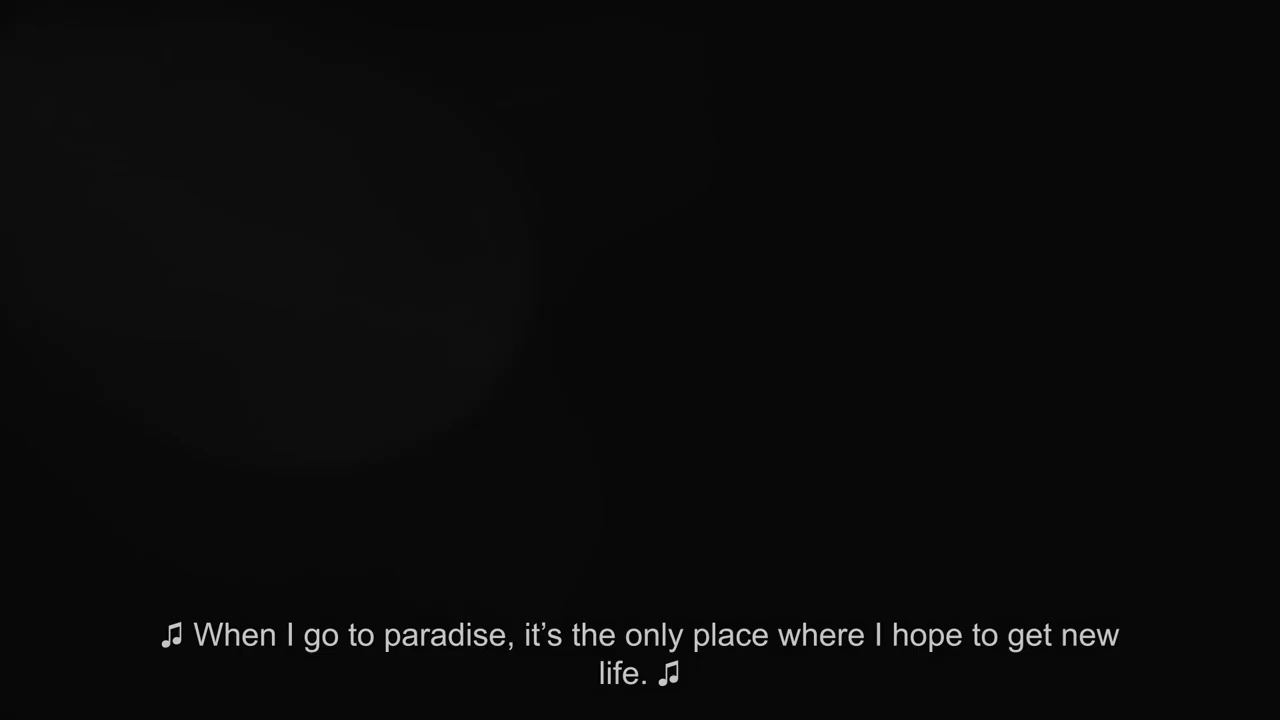 ♫ When I go to paradise, it’s the only place where I hope to get new
life. ♫